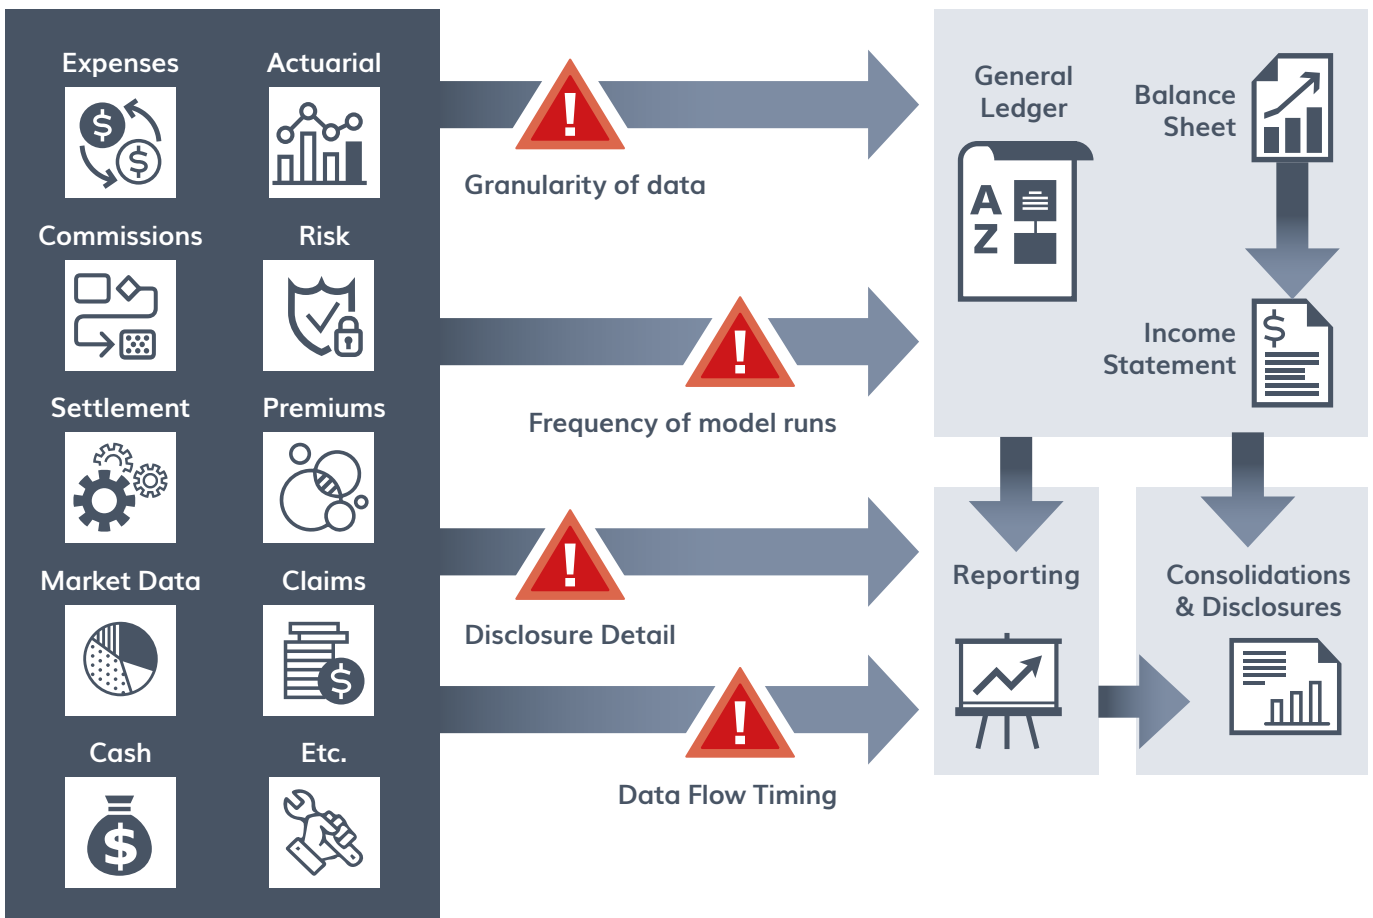 Expenses
Actuarial
Commissions
Risk
Settlement
Premiums
Market Data
Claims
Cash
$
Etc.
$
$
$
!
Granularity of data
!
Frequency of model runs
!
Disclosure Detail
!
Data Flow Timing
General
Ledger
A
Z
Balance
Sheet
Income
Statement
$
Reporting
Consolidations
& Disclosures